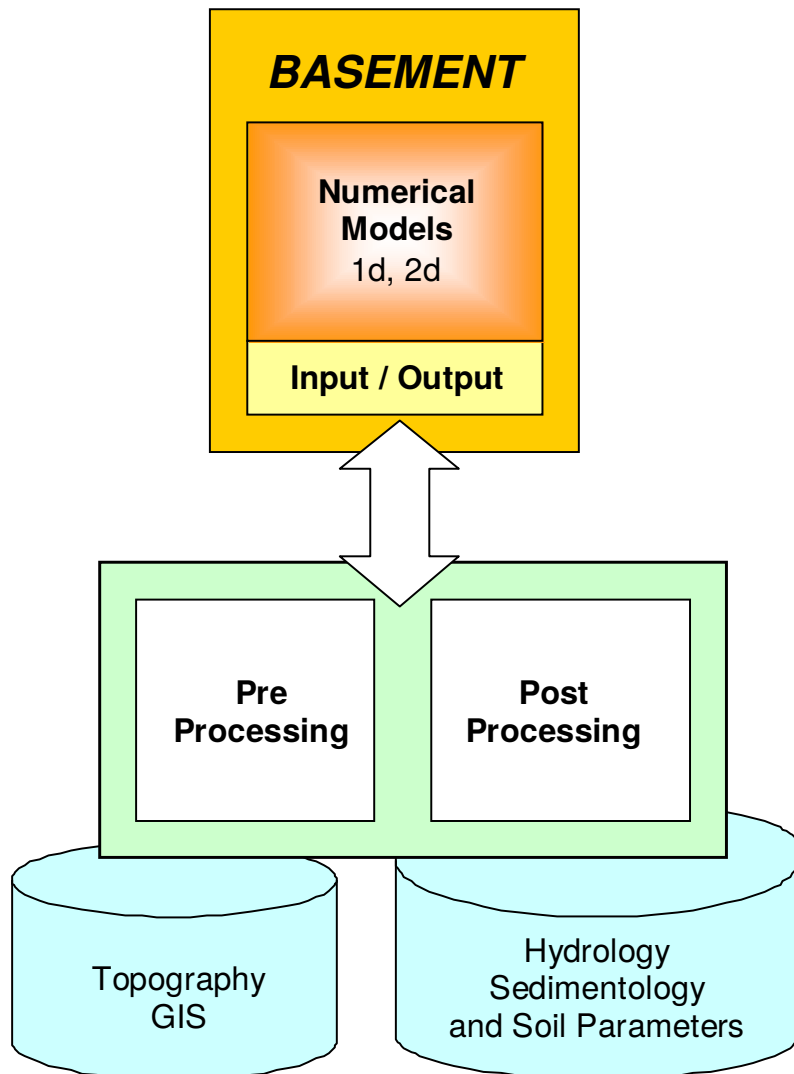 BASEMENT
Numerical
Models
1d, 2d
Input / Output
Pre
Processing
Post
Processing
Topography
GIS
Hydrology
Sedimentology
and Soil Parameters